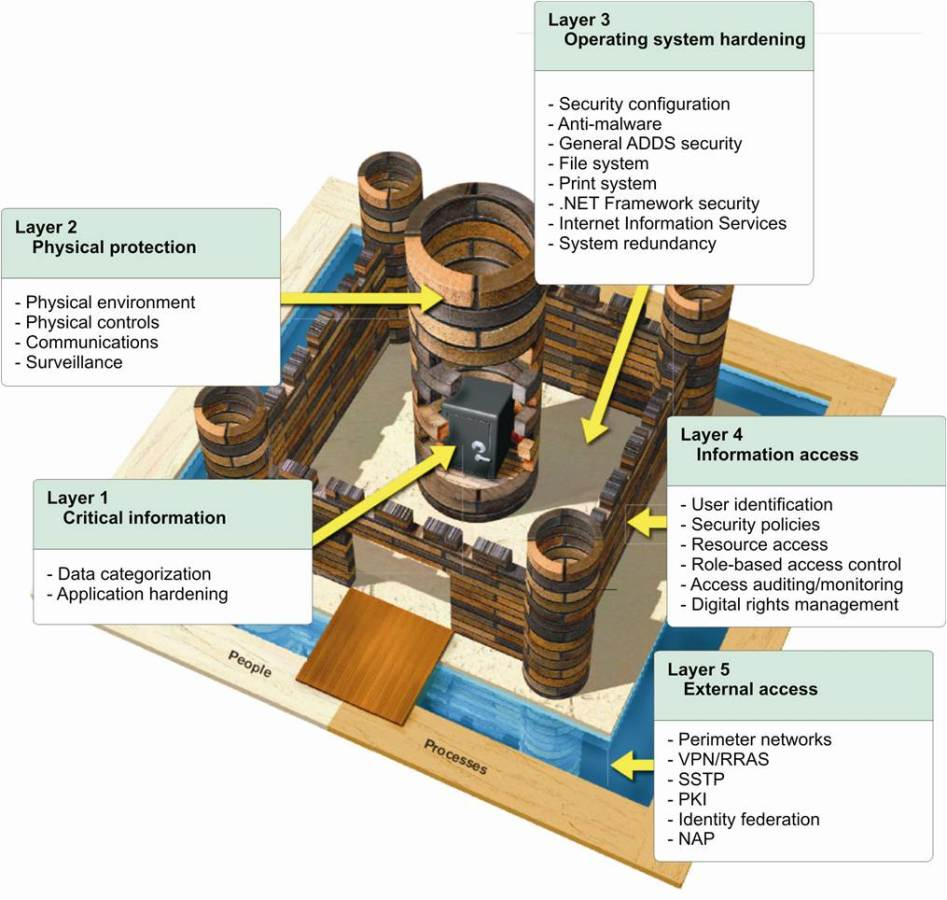 Layer 3
Operating system hardening
- Security configuration
- Anti-malware
- General ADDS security
- File system
- Print system
- .NET Framework security
- Internet Information Services
- System redundancy
Layer 2
Physical protection
- Physical environment
- Physical controls
- Communications
- Surveillance
Layer 4
Information access
- User identification
- Security policies
- Resource access
- Role-based access control
- Access auditing/monitoring
- Digital rights management
Layer 1
Critical information
- Data categorization
- Application hardening
Layer 5
External access
- Perimeter networks
- VPN/RRAS
- SSTP
- PKI
- Identity federation
- NAP
People
Processes